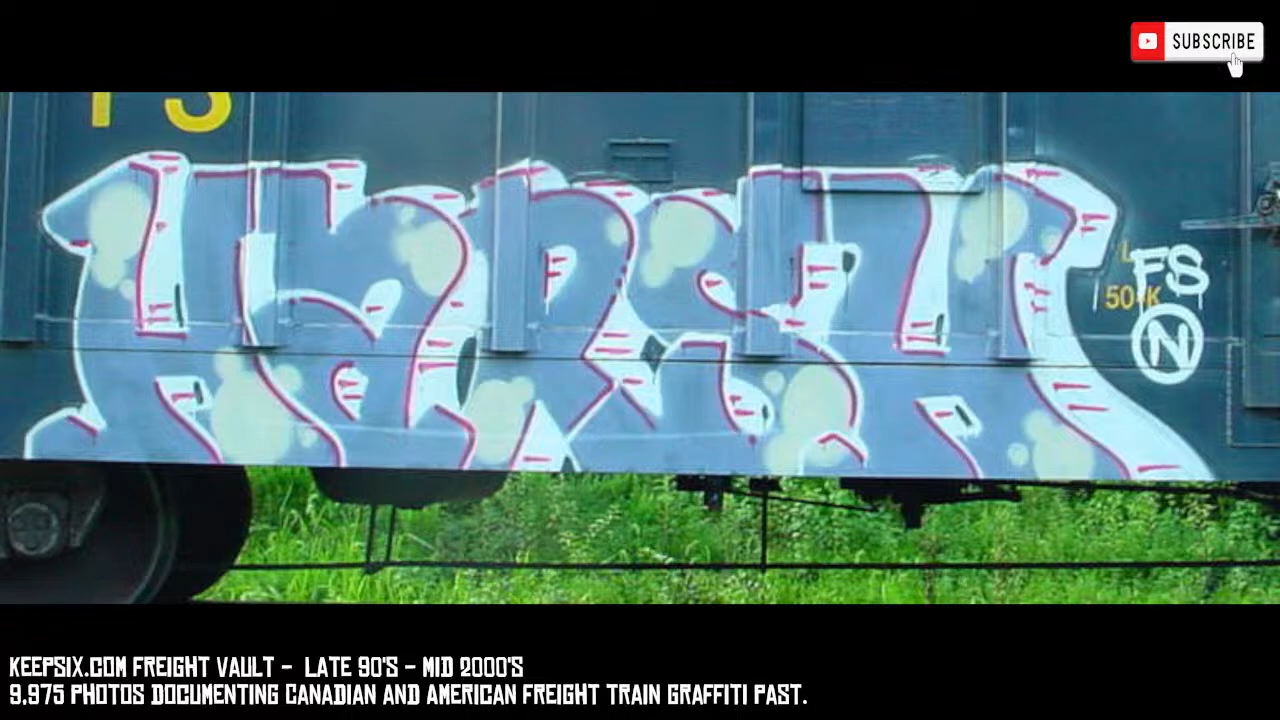 SUBSCRIBE
FS
L
50 K
FS
N
KEEPSIX.COM FREIGHT VAULT - LATE 90'S - MID 2000'S
9,975 PHOTOS DOCUMENTING CANADIAN AND AMERICAN FREIGHT TRAIN GRAFFITI PAST.